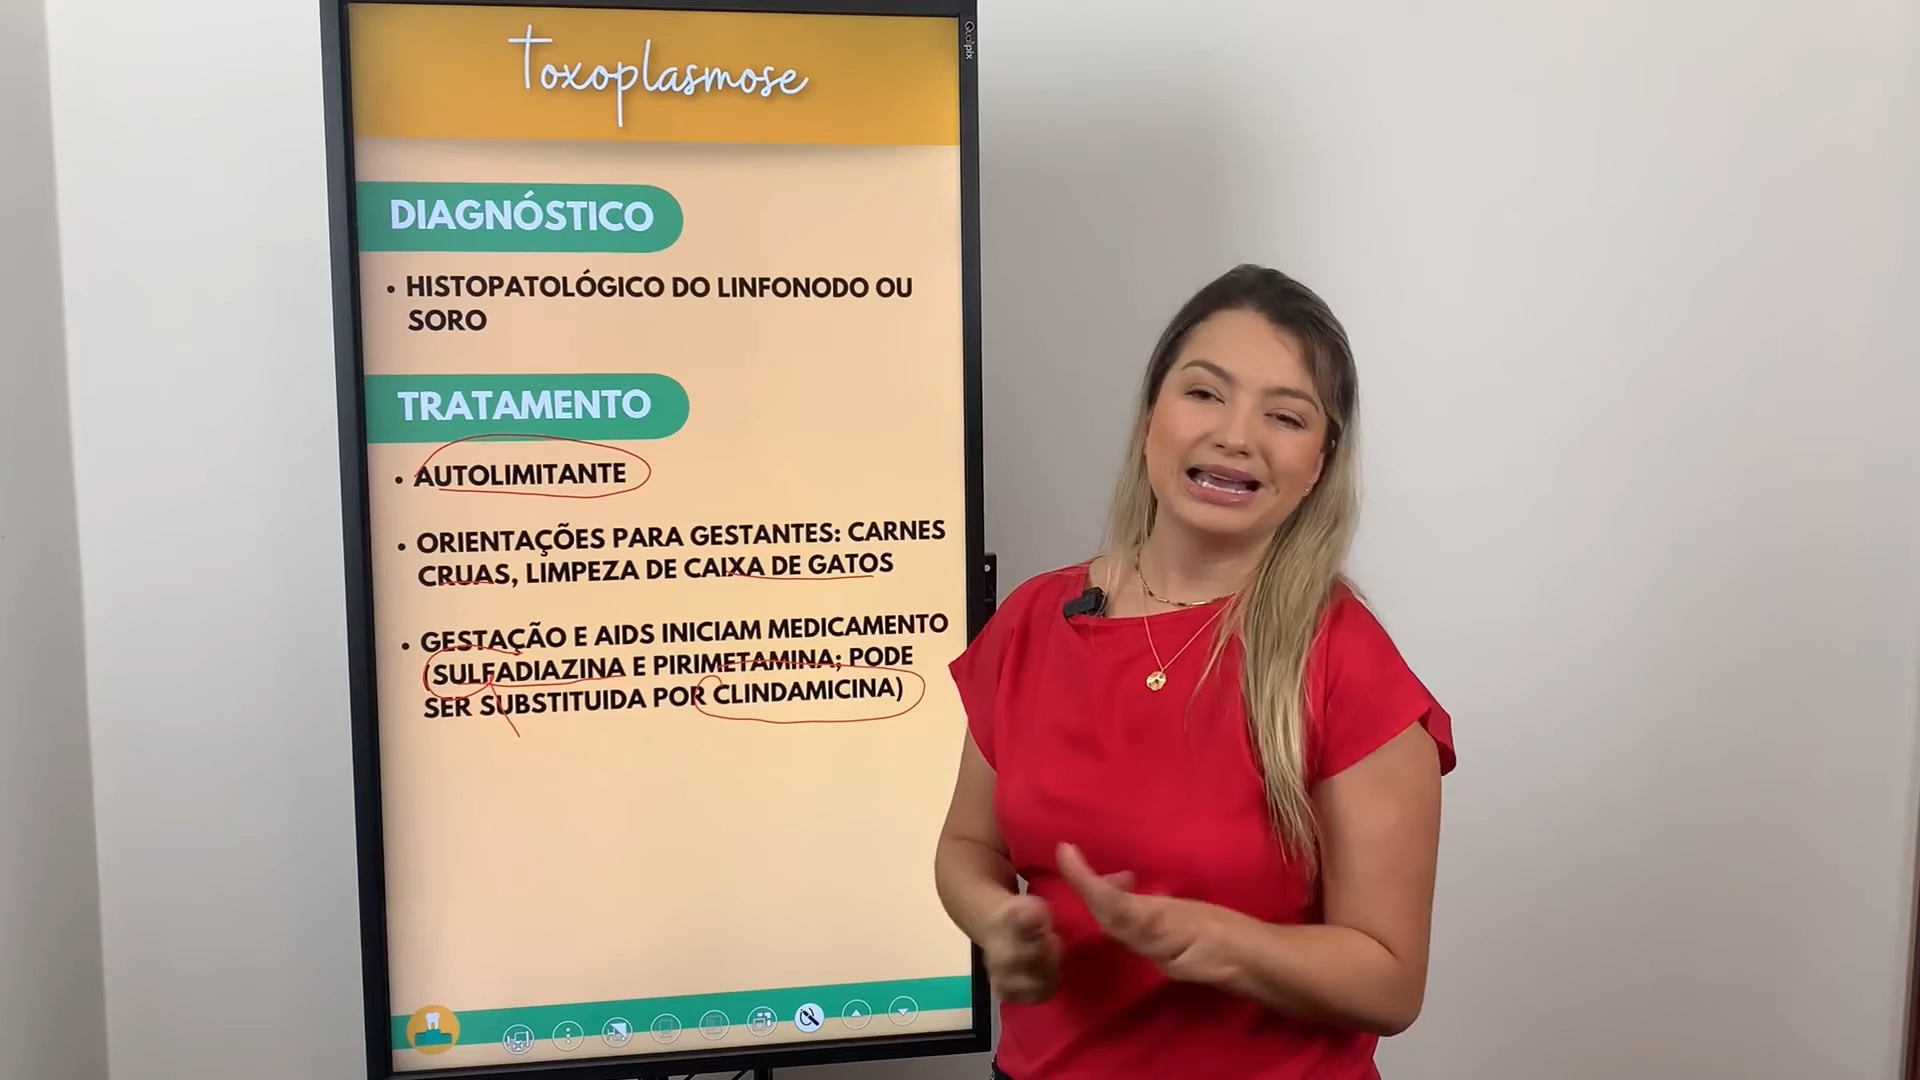 Toxoplasmose
Qualpix
DIAGNÓSTICO
• HISTOPATOLÓGICO DO LINFONODO OU
SORO
TRATAMENTO
• AUTOLIMITANTE
• ORIENTAÇÕES PARA GESTANTES: CARNES
CRUAS, LIMPEZA DE CAIXA DE GATOS
• GESTAÇÃO E AIDS INICIAM MEDICAMENTO
(SULFADIAZINA E PIRIMETAMINA; PODE
SER SUBSTITUIDA POR CLINDAMICINA)